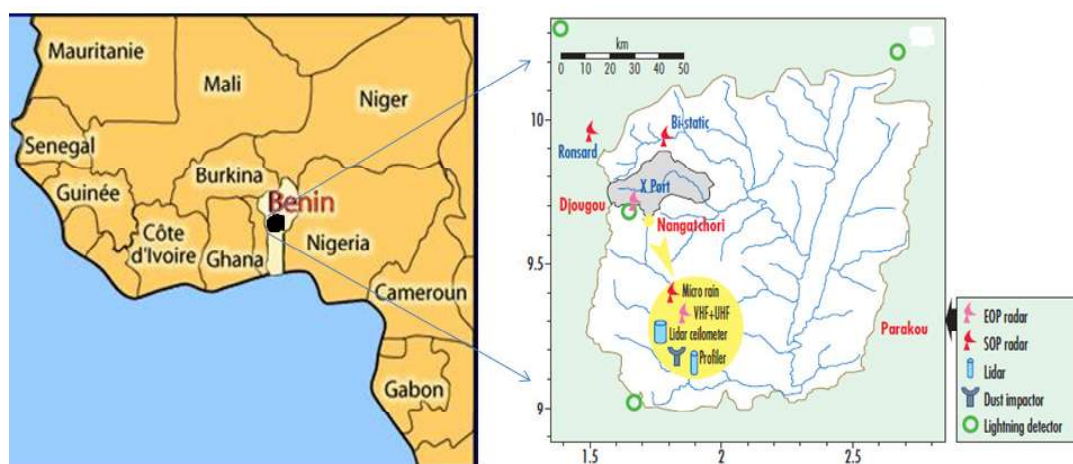 Mauritanie
Mali
Niger
Senegal
Burkina
Guinée
Benin
Côte
d'Ivoire
Ghana
Nigeria
Cameroun
Gabon
km
0 10 20 30 40 50
10
9.5
9
1.5
2
2.5
Ronsard
Bi-static
X Port
Djougou
Nangatchori
Micro rain
VHF+UHF
Lidar ceilometer
Profiler
Parakou
EOP radar
SOP radar
Lidar
Dust impactor
Lightning detector